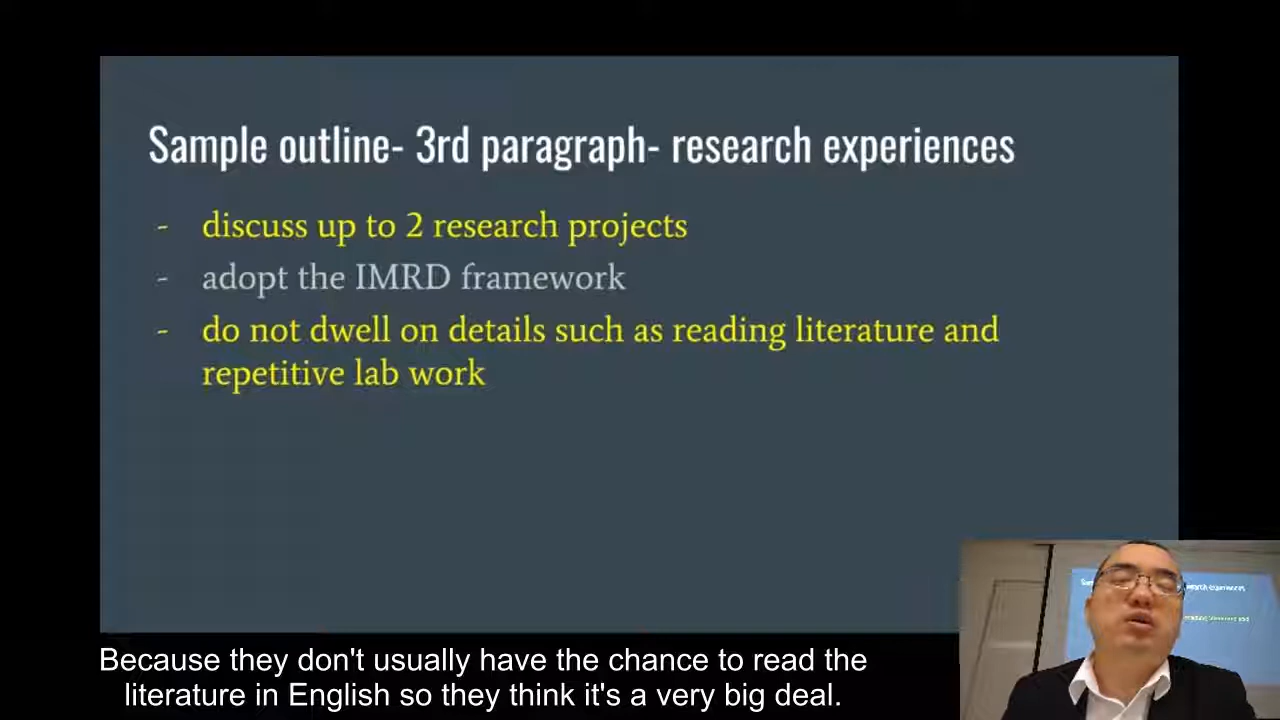 Sample outline- 3rd paragraph- research experiences
- discuss up to 2 research projects
- adopt the IMRD framework
- do not dwell on details such as reading literature and
repetitive lab work
Because they don't usually have the chance to read the
literature in English so they think it's a very big deal.